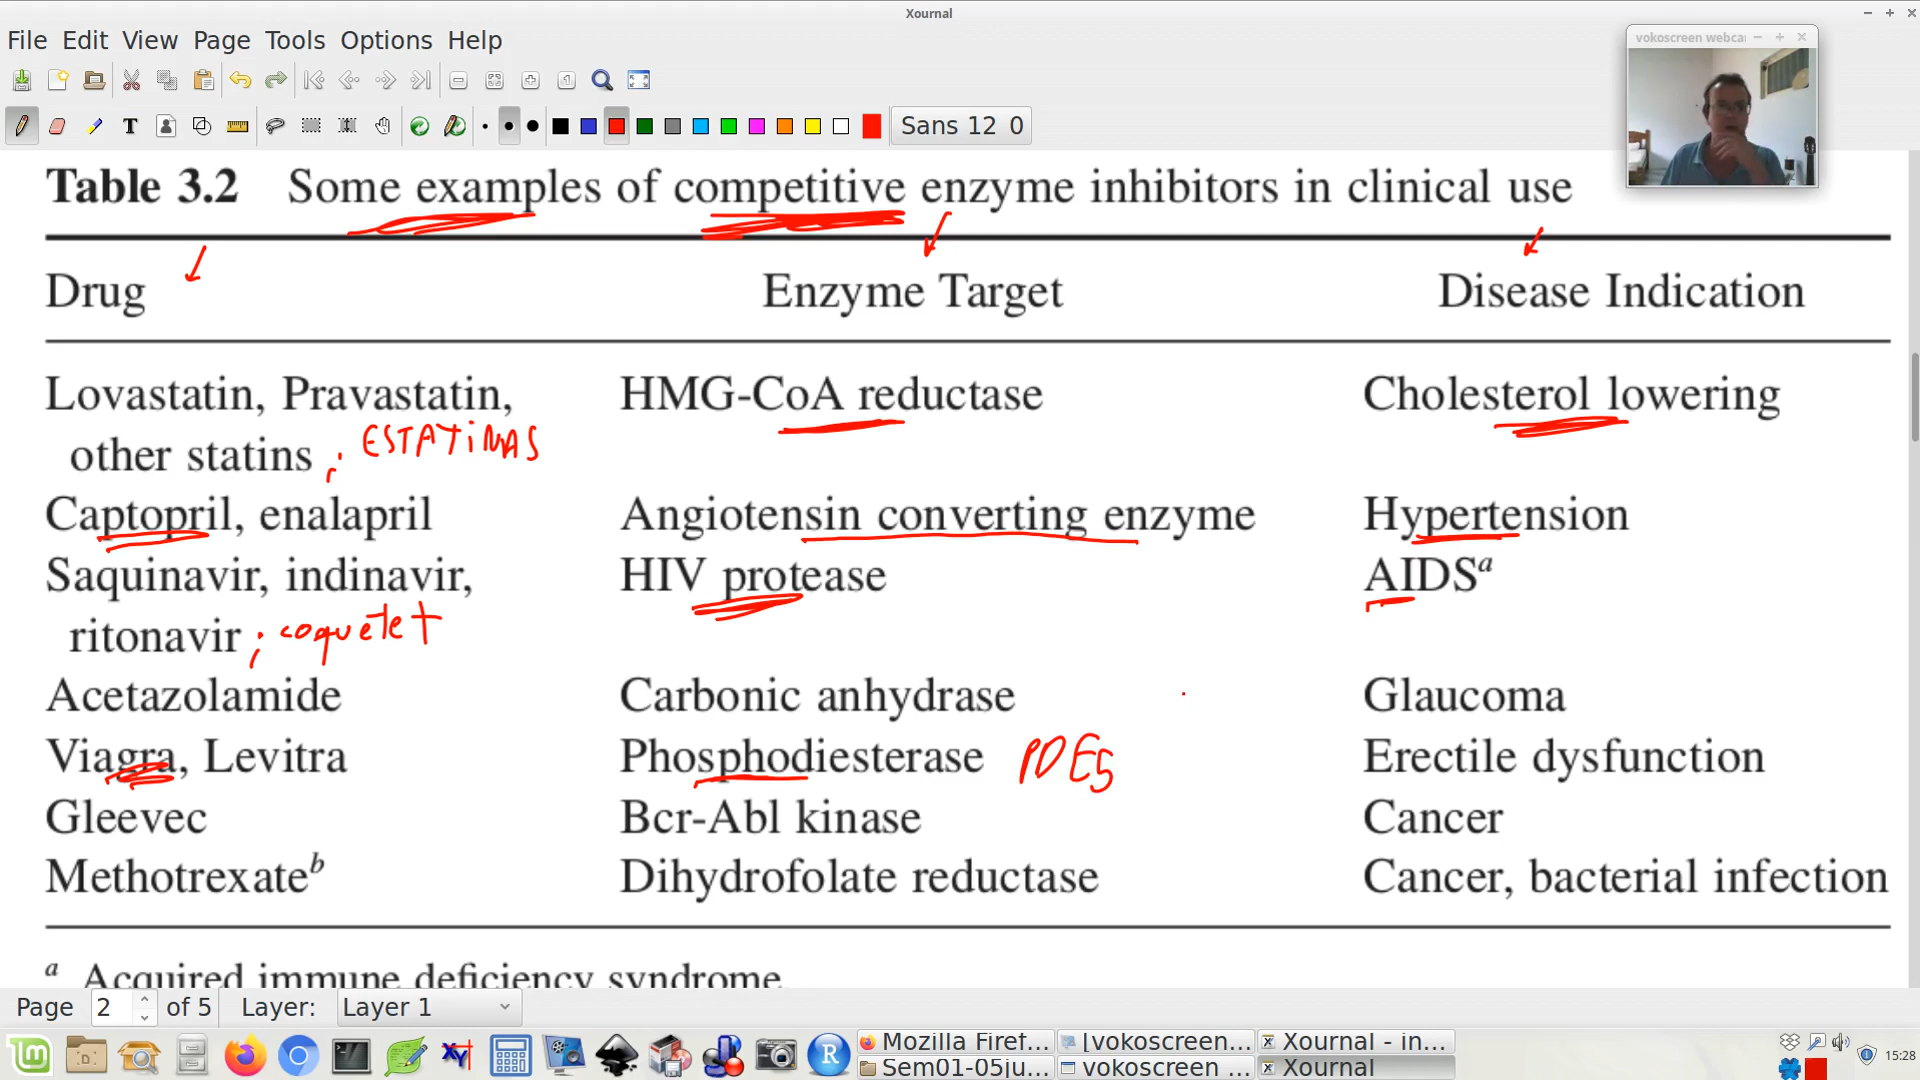 Xournal
File Edit View Page Tools Options Help
vokoscreen webca
Sans 12 0
Table 3.2 Some examples of competitive enzyme inhibitors in clinical use
Drug Enzyme Target Disease Indication
Lovastatin, Pravastatin, HMG-CoA reductase Cholesterol lowering
other statins ; ESTATINAS
Captopril, enalapril Angiotensin converting enzyme Hypertension
Saquinavir, indinavir, HIV protease AIDSᵃ
ritonavir ; coquetet
Acetazolamide Carbonic anhydrase Glaucoma
Viagra, Levitra Phosphodiesterase PDE5 Erectile dysfunction
Gleevec Bcr-Abl kinase Cancer
Methotrexateᵇ Dihydrofolate reductase Cancer, bacterial infection
ᵃ Acquired immune deficiency syndrome.
Page 2 of 5 Layer: Layer 1
Mozilla Firef... [vokoscreen... Xournal - in...
Sem01-05ju... vokoscreen ... Xournal
15:28